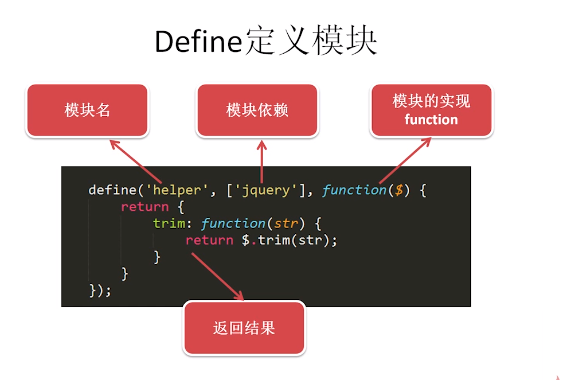 Define定义模块
模块名
模块依赖
模块的实现
function
define('helper', ['jquery'], function($) {
return {
trim: function(str) {
return $.trim(str);
}
}
});
返回结果